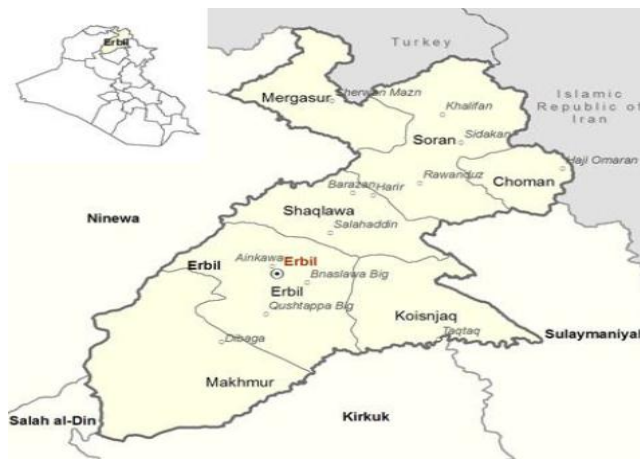 Erbil
Turkey
Islamic
Republic of
Iran
Mergasur
Sherwan Mazn
Khalifan
Soran
Sidakan
Haji Omaran
Choman
Rawanduz
Barazan
Harir
Ninewa
Shaqlawa
Salahaddin
Erbil
Ainkawa
Erbil
Bnaslawa Big
Erbil
Qushtappa Big
Koisnjaq
Taqtaq
Sulaymaniyal
Dibaga
Makhmur
Salah al-Din
Kirkuk